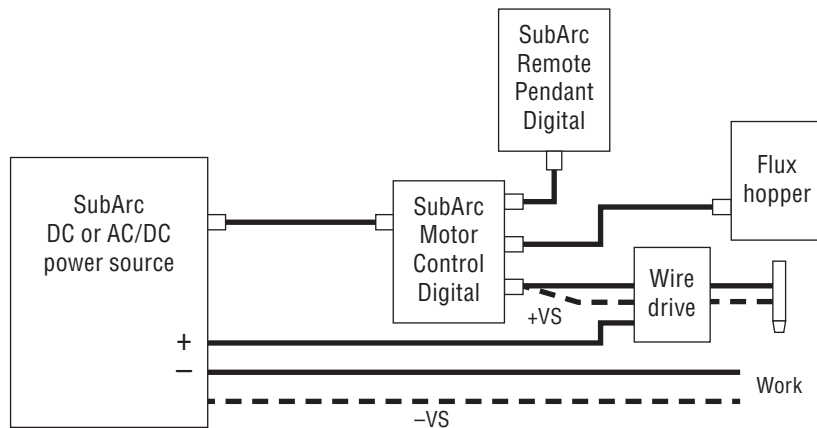 SubArc
Remote
Pendant
Digital
Flux
hopper
SubArc
DC or AC/DC
power source
SubArc
Motor
Control
Digital
Wire
drive
+VS
+
−
Work
−VS